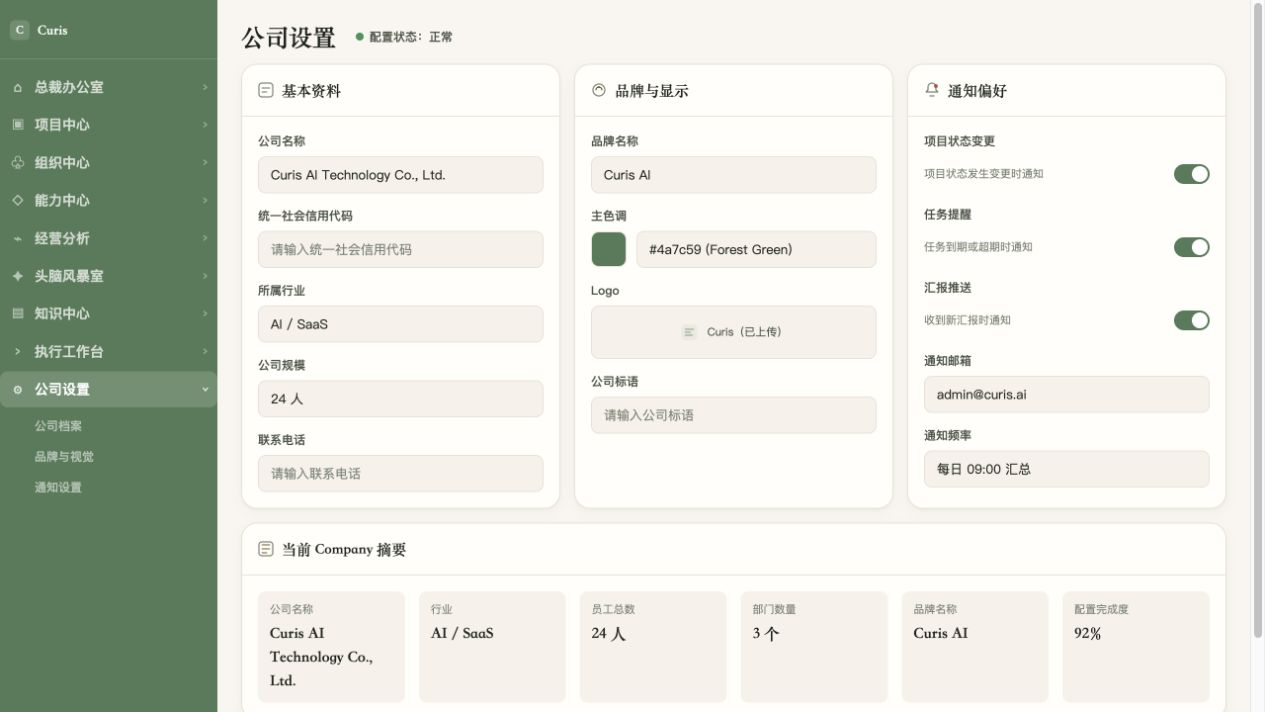 C Curis
总裁办公室
项目中心
组织中心
能力中心
经营分析
头脑风暴室
知识中心
执行工作台
公司设置
公司档案
品牌与视觉
通知设置
公司设置
配置状态：正常
基本资料
公司名称
Curis AI Technology Co., Ltd.
统一社会信用代码
请输入统一社会信用代码
所属行业
AI / SaaS
公司规模
24 人
联系电话
请输入联系电话
品牌与显示
品牌名称
Curis AI
主色调
#4a7c59 (Forest Green)
Logo
Curis（已上传）
公司标语
请输入公司标语
通知偏好
项目状态变更
项目状态发生变更时通知
任务提醒
任务到期或超期时通知
汇报推送
收到新汇报时通知
通知邮箱
admin@curis.ai
通知频率
每日 09:00 汇总
当前 Company 摘要
公司名称
Curis AI
Technology Co.,
Ltd.
行业
AI / SaaS
员工总数
24 人
部门数量
3 个
品牌名称
Curis AI
配置完成度
92%